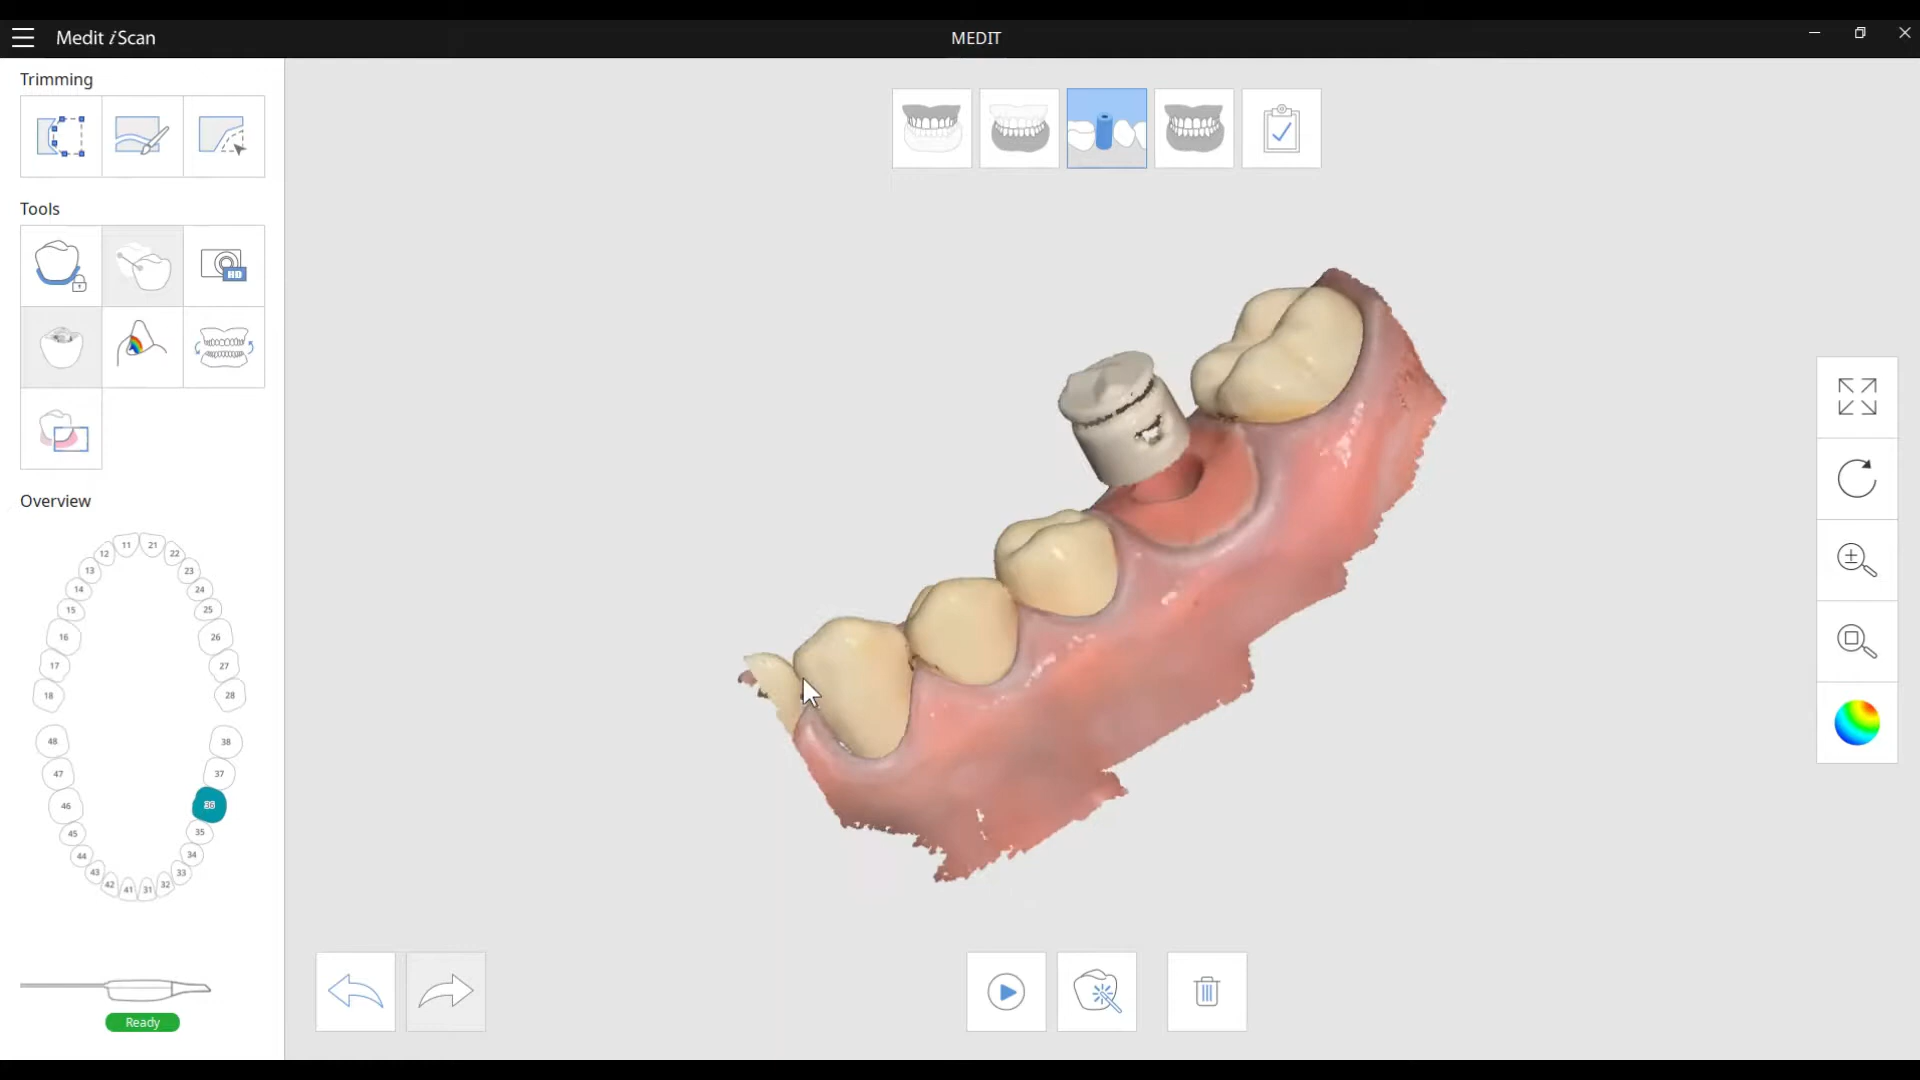 Medit iScan
MEDIT
Trimming
Tools
HD
Overview
11 21
12 22
13 23
14 24
15 25
16 26
17 27
18 28
48 38
47 37
46 36
45 35
44 34
43 33
42 41 31 32
Ready